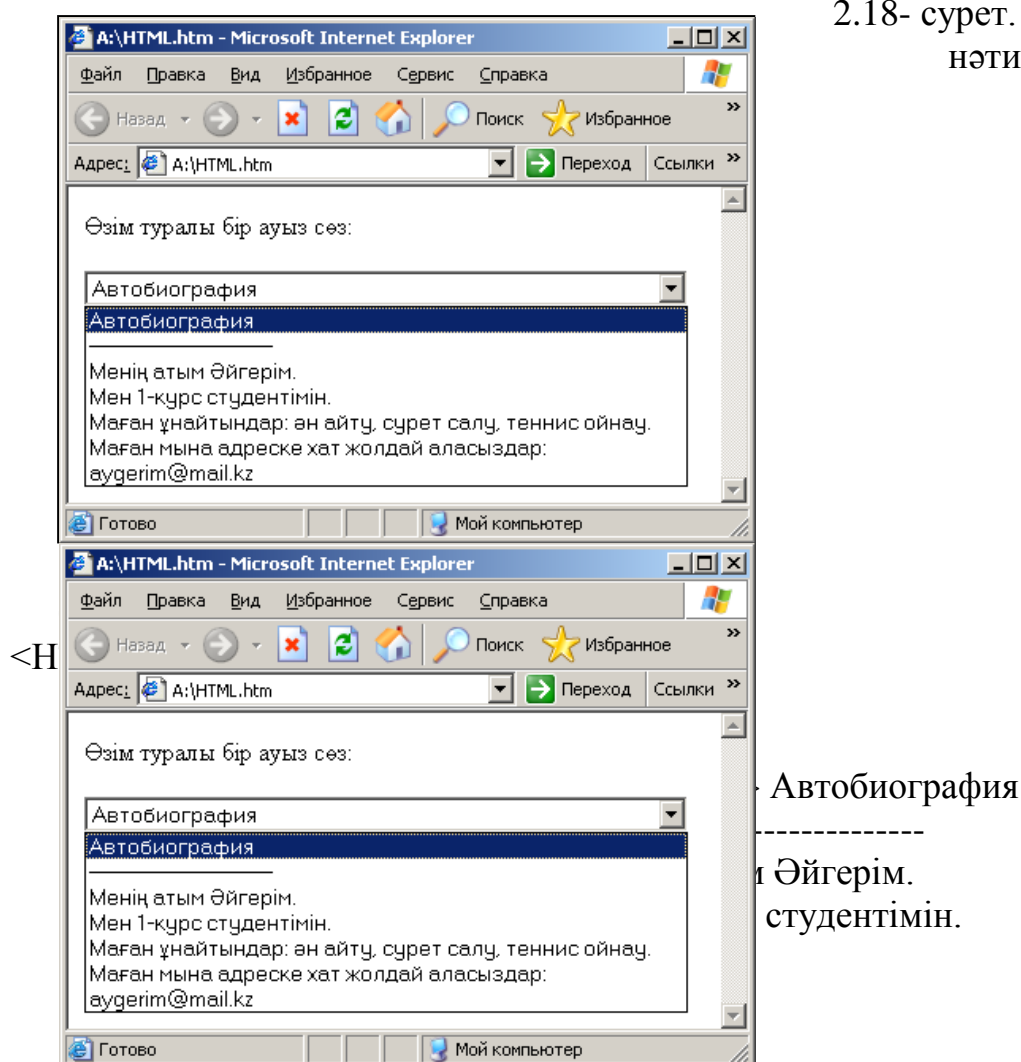 2.18- сурет.
нәти
A:\HTML.htm - Microsoft Internet Explorer
Файл Правка Вид Избранное Сервис Справка
Назад Поиск Избранное »
Адрес: A:\HTML.htm Переход Ссылки »
Өзім туралы бір ауыз сөз:
Автобиография
Автобиография
Менің атым Әйгерім.
Мен 1-курс студентімін.
Маған ұнайтындар: ән айту, сурет салу, теннис ойнау.
Маған мына адреске хат жолдай аласыздар:
aygerim@mail.kz
Готово Мой компьютер
A:\HTML.htm - Microsoft Internet Explorer
Файл Правка Вид Избранное Сервис Справка
Назад Поиск Избранное »
<H
Адрес: A:\HTML.htm Переход Ссылки »
Өзім туралы бір ауыз сөз:
Автобиография
Автобиография
Менің атым Әйгерім.
Мен 1-курс студентімін.
Маған ұнайтындар: ән айту, сурет салу, теннис ойнау.
Маған мына адреске хат жолдай аласыздар:
aygerim@mail.kz
Готово Мой компьютер
Автобиография
--------------
Әйгерім.
студентімін.